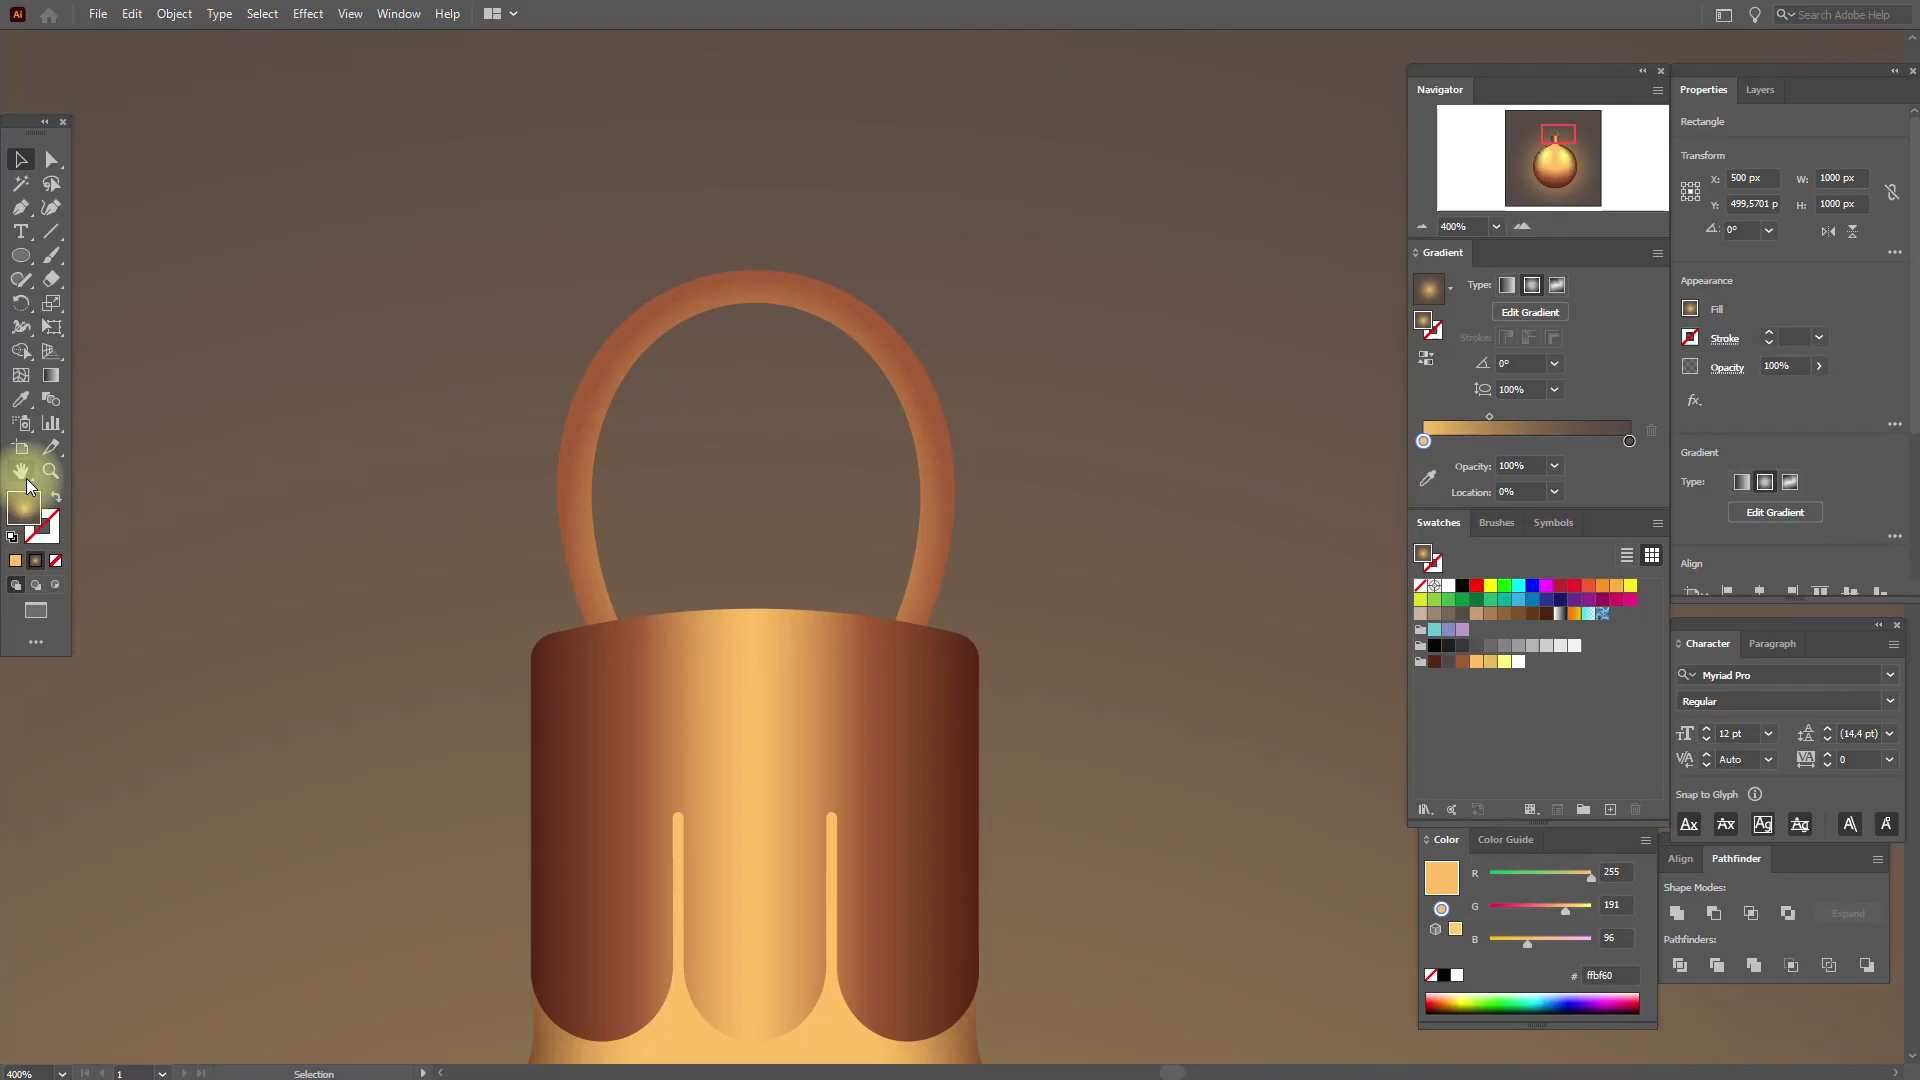 Ai File Edit Object Type Select Effect View Window Help Search Adobe Help
Navigator
400%
Gradient
Type:
Edit Gradient
Stroke:
0°
100%
Opacity: 100%
Location: 0%
Swatches Brushes Symbols
Color Color Guide
R 255
G 191
B 96
# ffbf60
Properties Layers
Rectangle
Transform
X: 500 px W: 1000 px
Y: 499,5701 p H: 1000 px
0°
Appearance
Fill
Stroke
Opacity 100%
fx
Gradient
Type:
Edit Gradient
Align
Character Paragraph
Myriad Pro
Regular
12 pt (14,4 pt)
Auto 0
Snap to Glyph
Align Pathfinder
Shape Modes:
Expand
Pathfinders:
400% 1 Selection